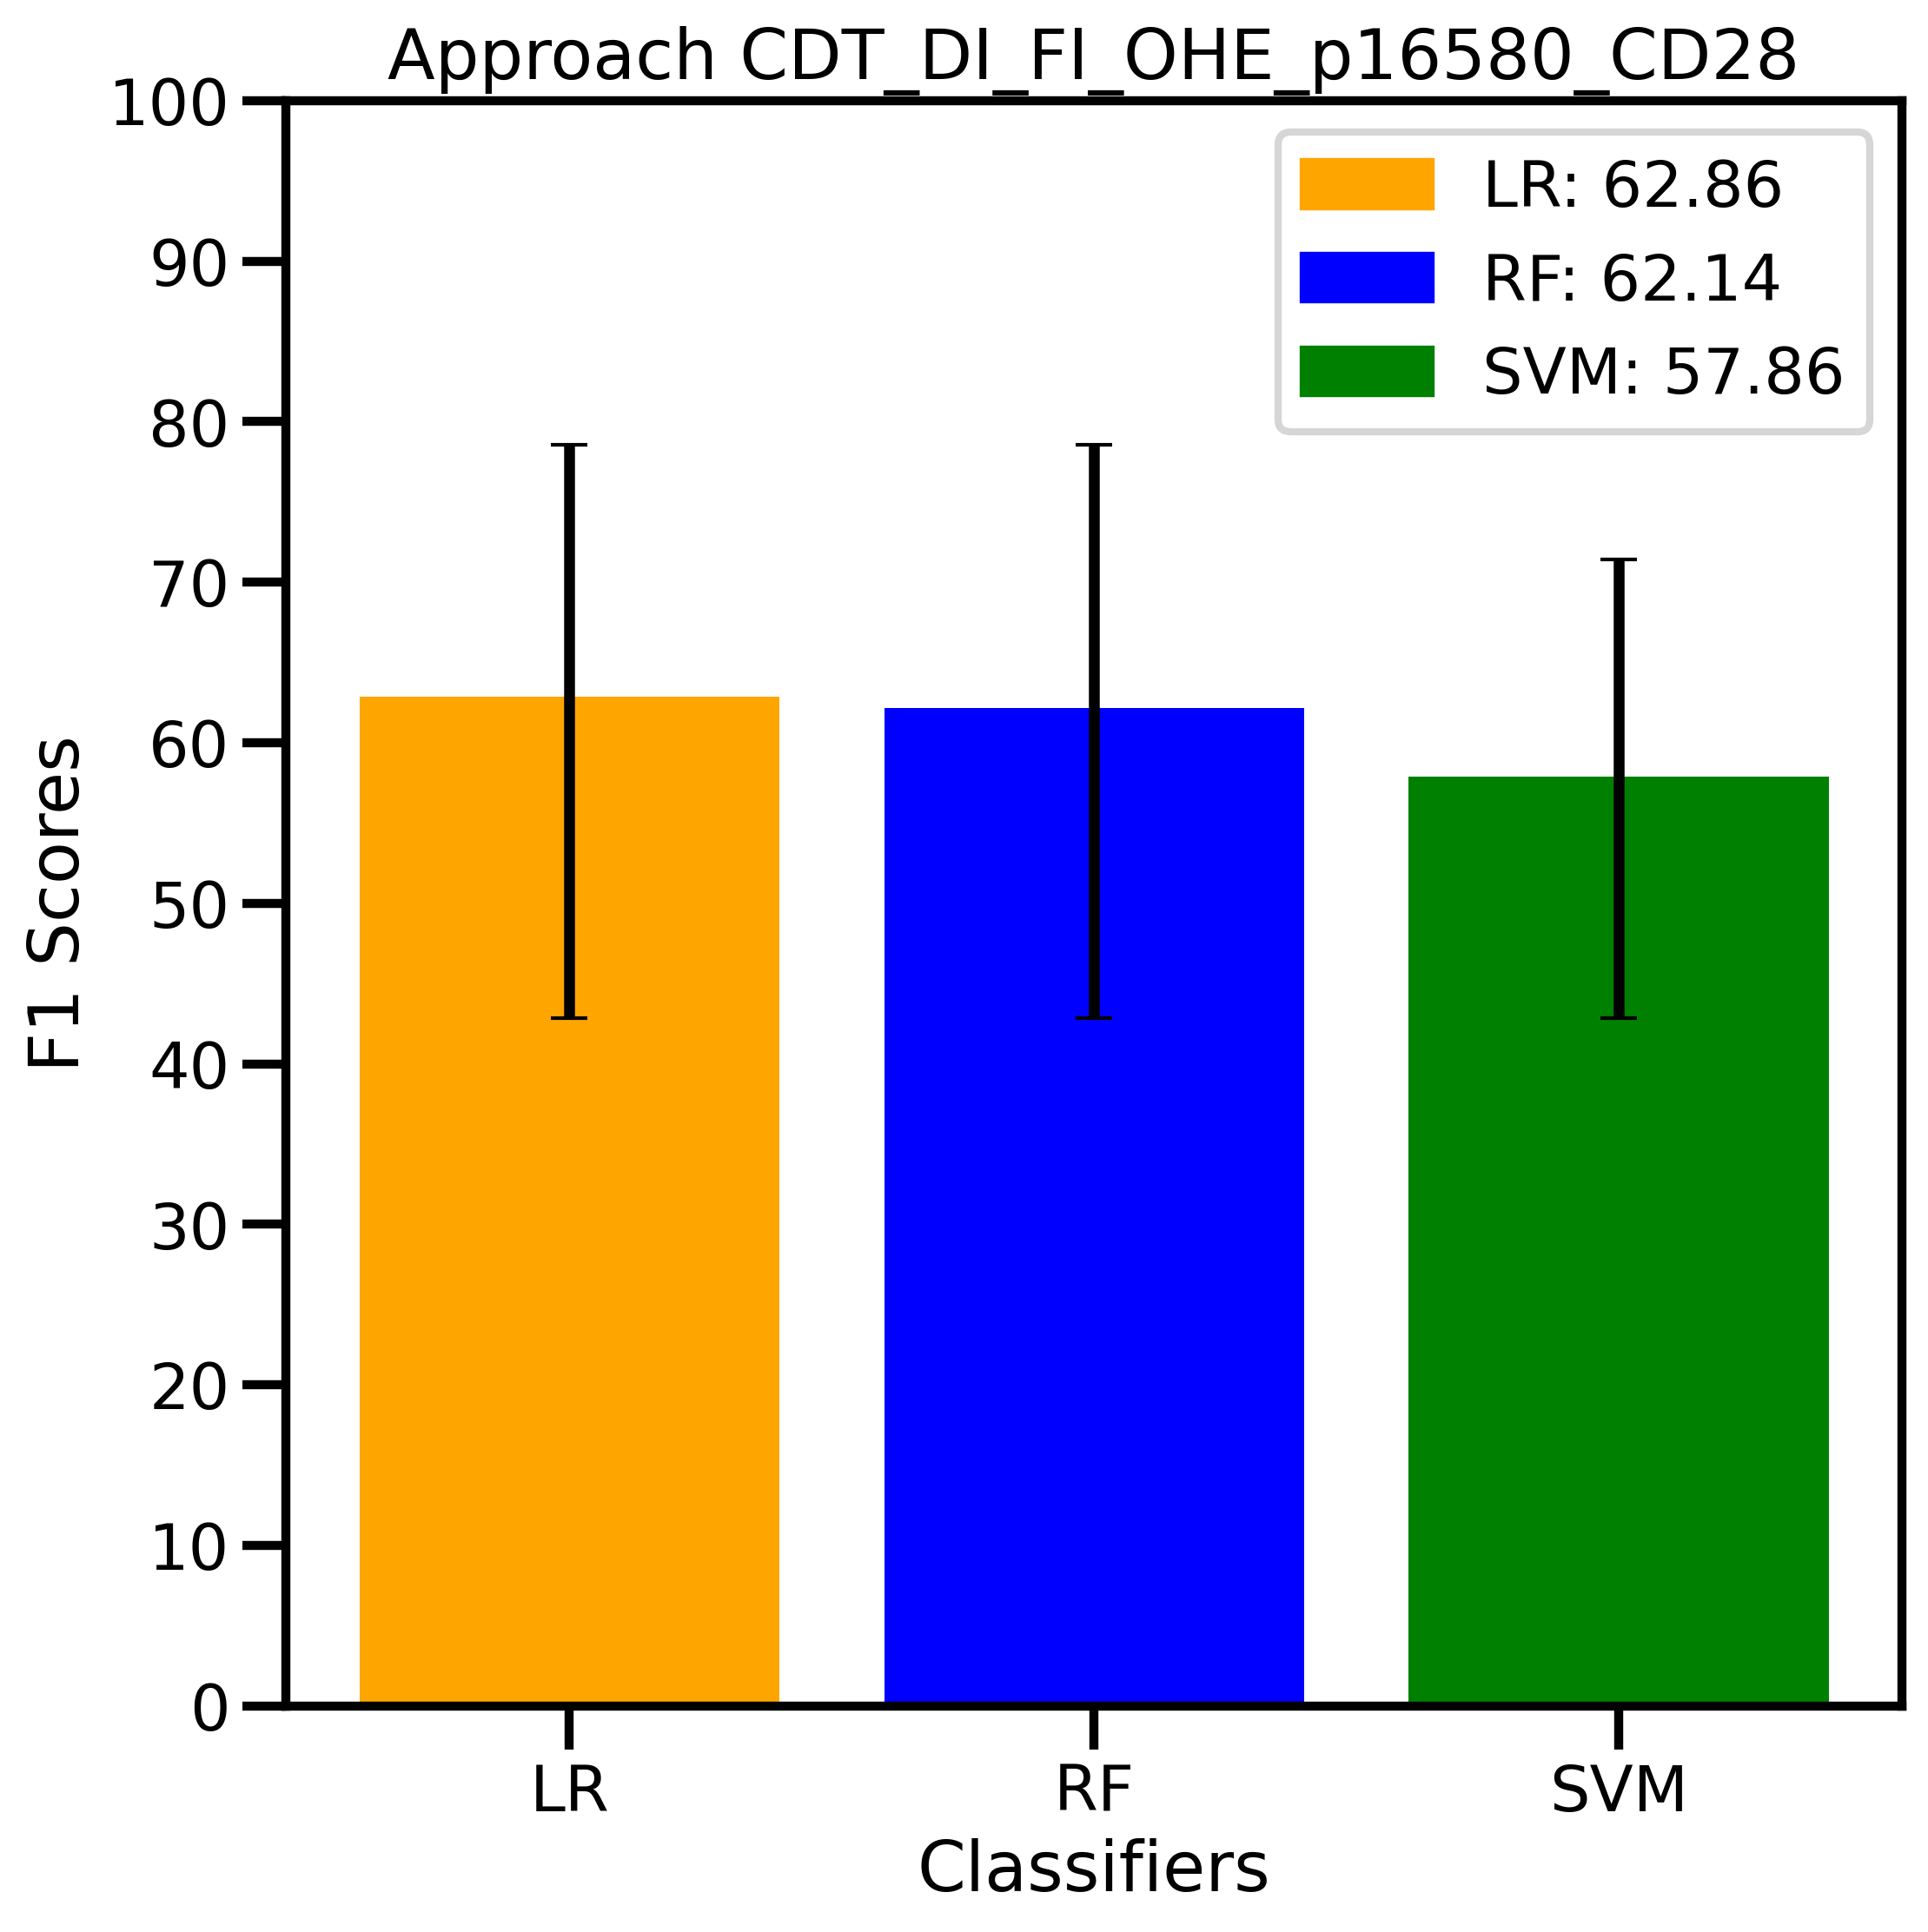 Approach CDT_DI_FI_OHE_p16580_CD28
LR: 62.86
RF: 62.14
SVM: 57.86
F1 Scores
100
90
80
70
60
50
40
30
20
10
0
LR
RF
SVM
Classifiers